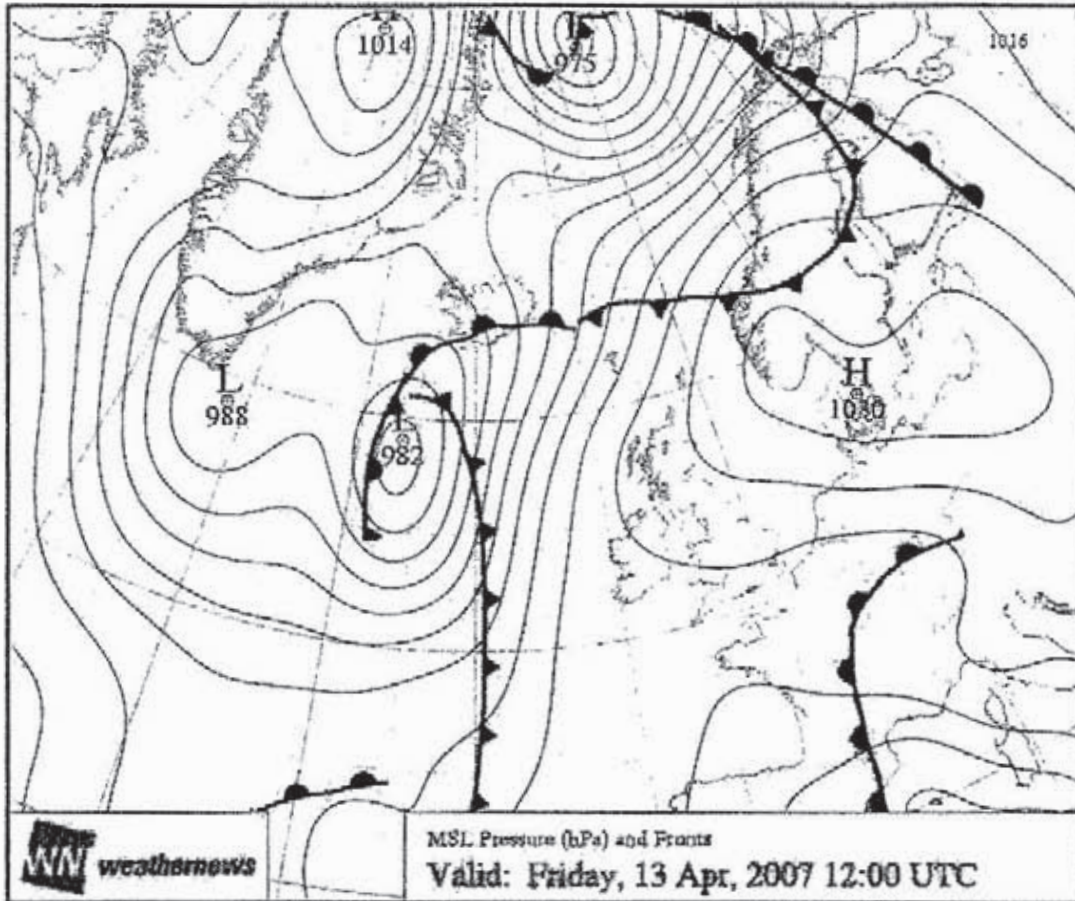 H
1014
L
975
1016
L
988
L
982
H
1030
WN weathernews
MSL Pressure (hPa) and Fronts
Valid: Friday, 13 Apr, 2007 12:00 UTC